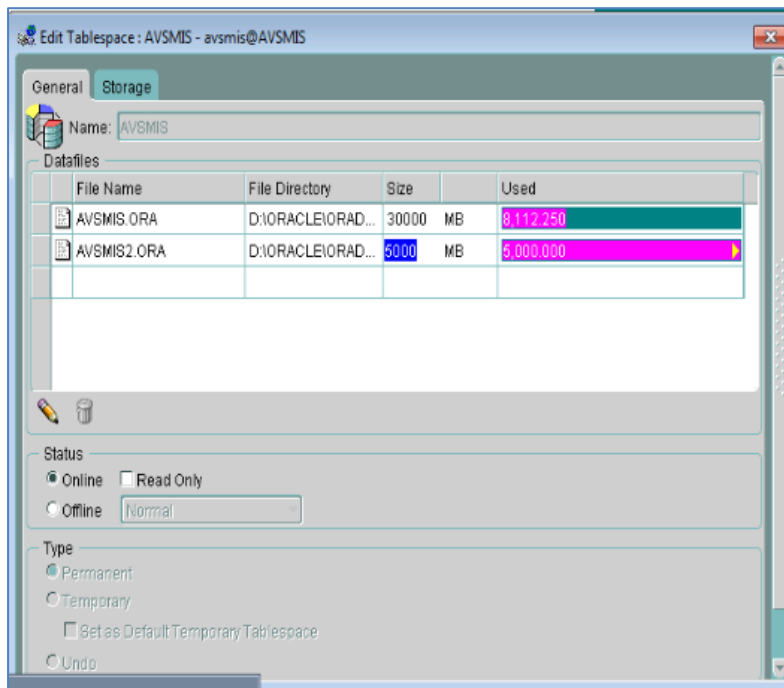 Edit Tablespace : AVSMIS - avsmis@AVSMIS
General Storage
Name: AVSMIS
Datafiles
File Name File Directory Size Used
AVSMIS.ORA D:\ORACLE\ORAD... 30000 MB 8,112.250
AVSMIS2.ORA D:\ORACLE\ORAD... 5000 MB 5,000.000
Status
Online Read Only
Offline Normal
Type
Permanent
Temporary
Set as Default Temporary Tablespace
Undo